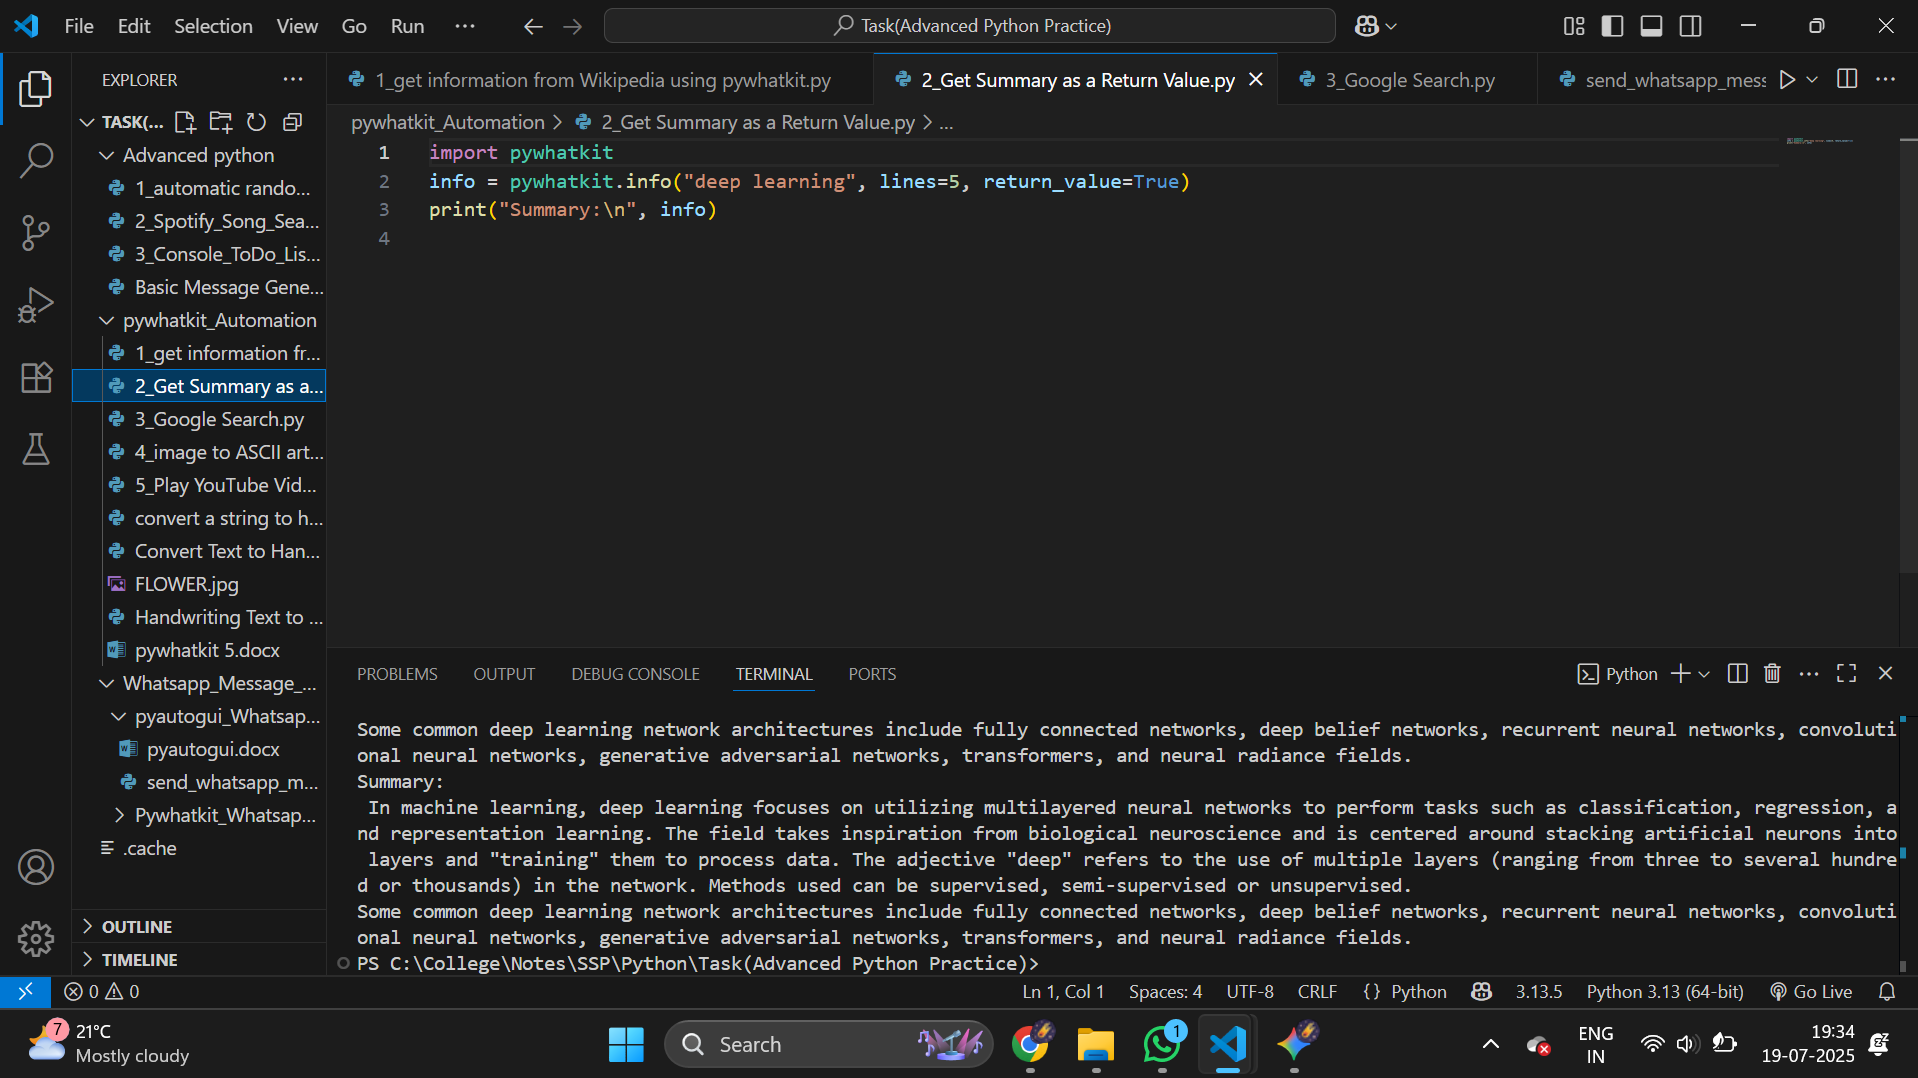 File Edit Selection View Go Run ...
Task(Advanced Python Practice)
EXPLORER
1_get information from Wikipedia using pywhatkit.py
2_Get Summary as a Return Value.py
3_Google Search.py
send_whatsapp_mess
TASK(...
pywhatkit_Automation > 2_Get Summary as a Return Value.py > ...
Advanced python
1_automatic rando...
2_Spotify_Song_Sea...
3_Console_ToDo_Lis...
Basic Message Gene...
pywhatkit_Automation
1_get information fr...
2_Get Summary as a...
3_Google Search.py
4_image to ASCII art...
5_Play YouTube Vid...
convert a string to h...
Convert Text to Han...
FLOWER.jpg
Handwriting Text to ...
pywhatkit 5.docx
Whatsapp_Message_...
pyautogui_Whatsap...
pyautogui.docx
send_whatsapp_m...
Pywhatkit_Whatsap...
.cache
OUTLINE
TIMELINE
1 import pywhatkit
2 info = pywhatkit.info("deep learning", lines=5, return_value=True)
3 print("Summary:\n", info)
4
PROBLEMS OUTPUT DEBUG CONSOLE TERMINAL PORTS
Python
Some common deep learning network architectures include fully connected networks, deep belief networks, recurrent neural networks, convoluti
onal neural networks, generative adversarial networks, transformers, and neural radiance fields.
Summary:
In machine learning, deep learning focuses on utilizing multilayered neural networks to perform tasks such as classification, regression, a
nd representation learning. The field takes inspiration from biological neuroscience and is centered around stacking artificial neurons into
layers and "training" them to process data. The adjective "deep" refers to the use of multiple layers (ranging from three to several hundre
d or thousands) in the network. Methods used can be supervised, semi-supervised or unsupervised.
Some common deep learning network architectures include fully connected networks, deep belief networks, recurrent neural networks, convoluti
onal neural networks, generative adversarial networks, transformers, and neural radiance fields.
PS C:\College\Notes\SSP\Python\Task(Advanced Python Practice)>
0 0
Ln 1, Col 1 Spaces: 4 UTF-8 CRLF {} Python 3.13.5 Python 3.13 (64-bit) Go Live
7
21°C
Mostly cloudy
Search
1
ENG
IN
19:34
19-07-2025